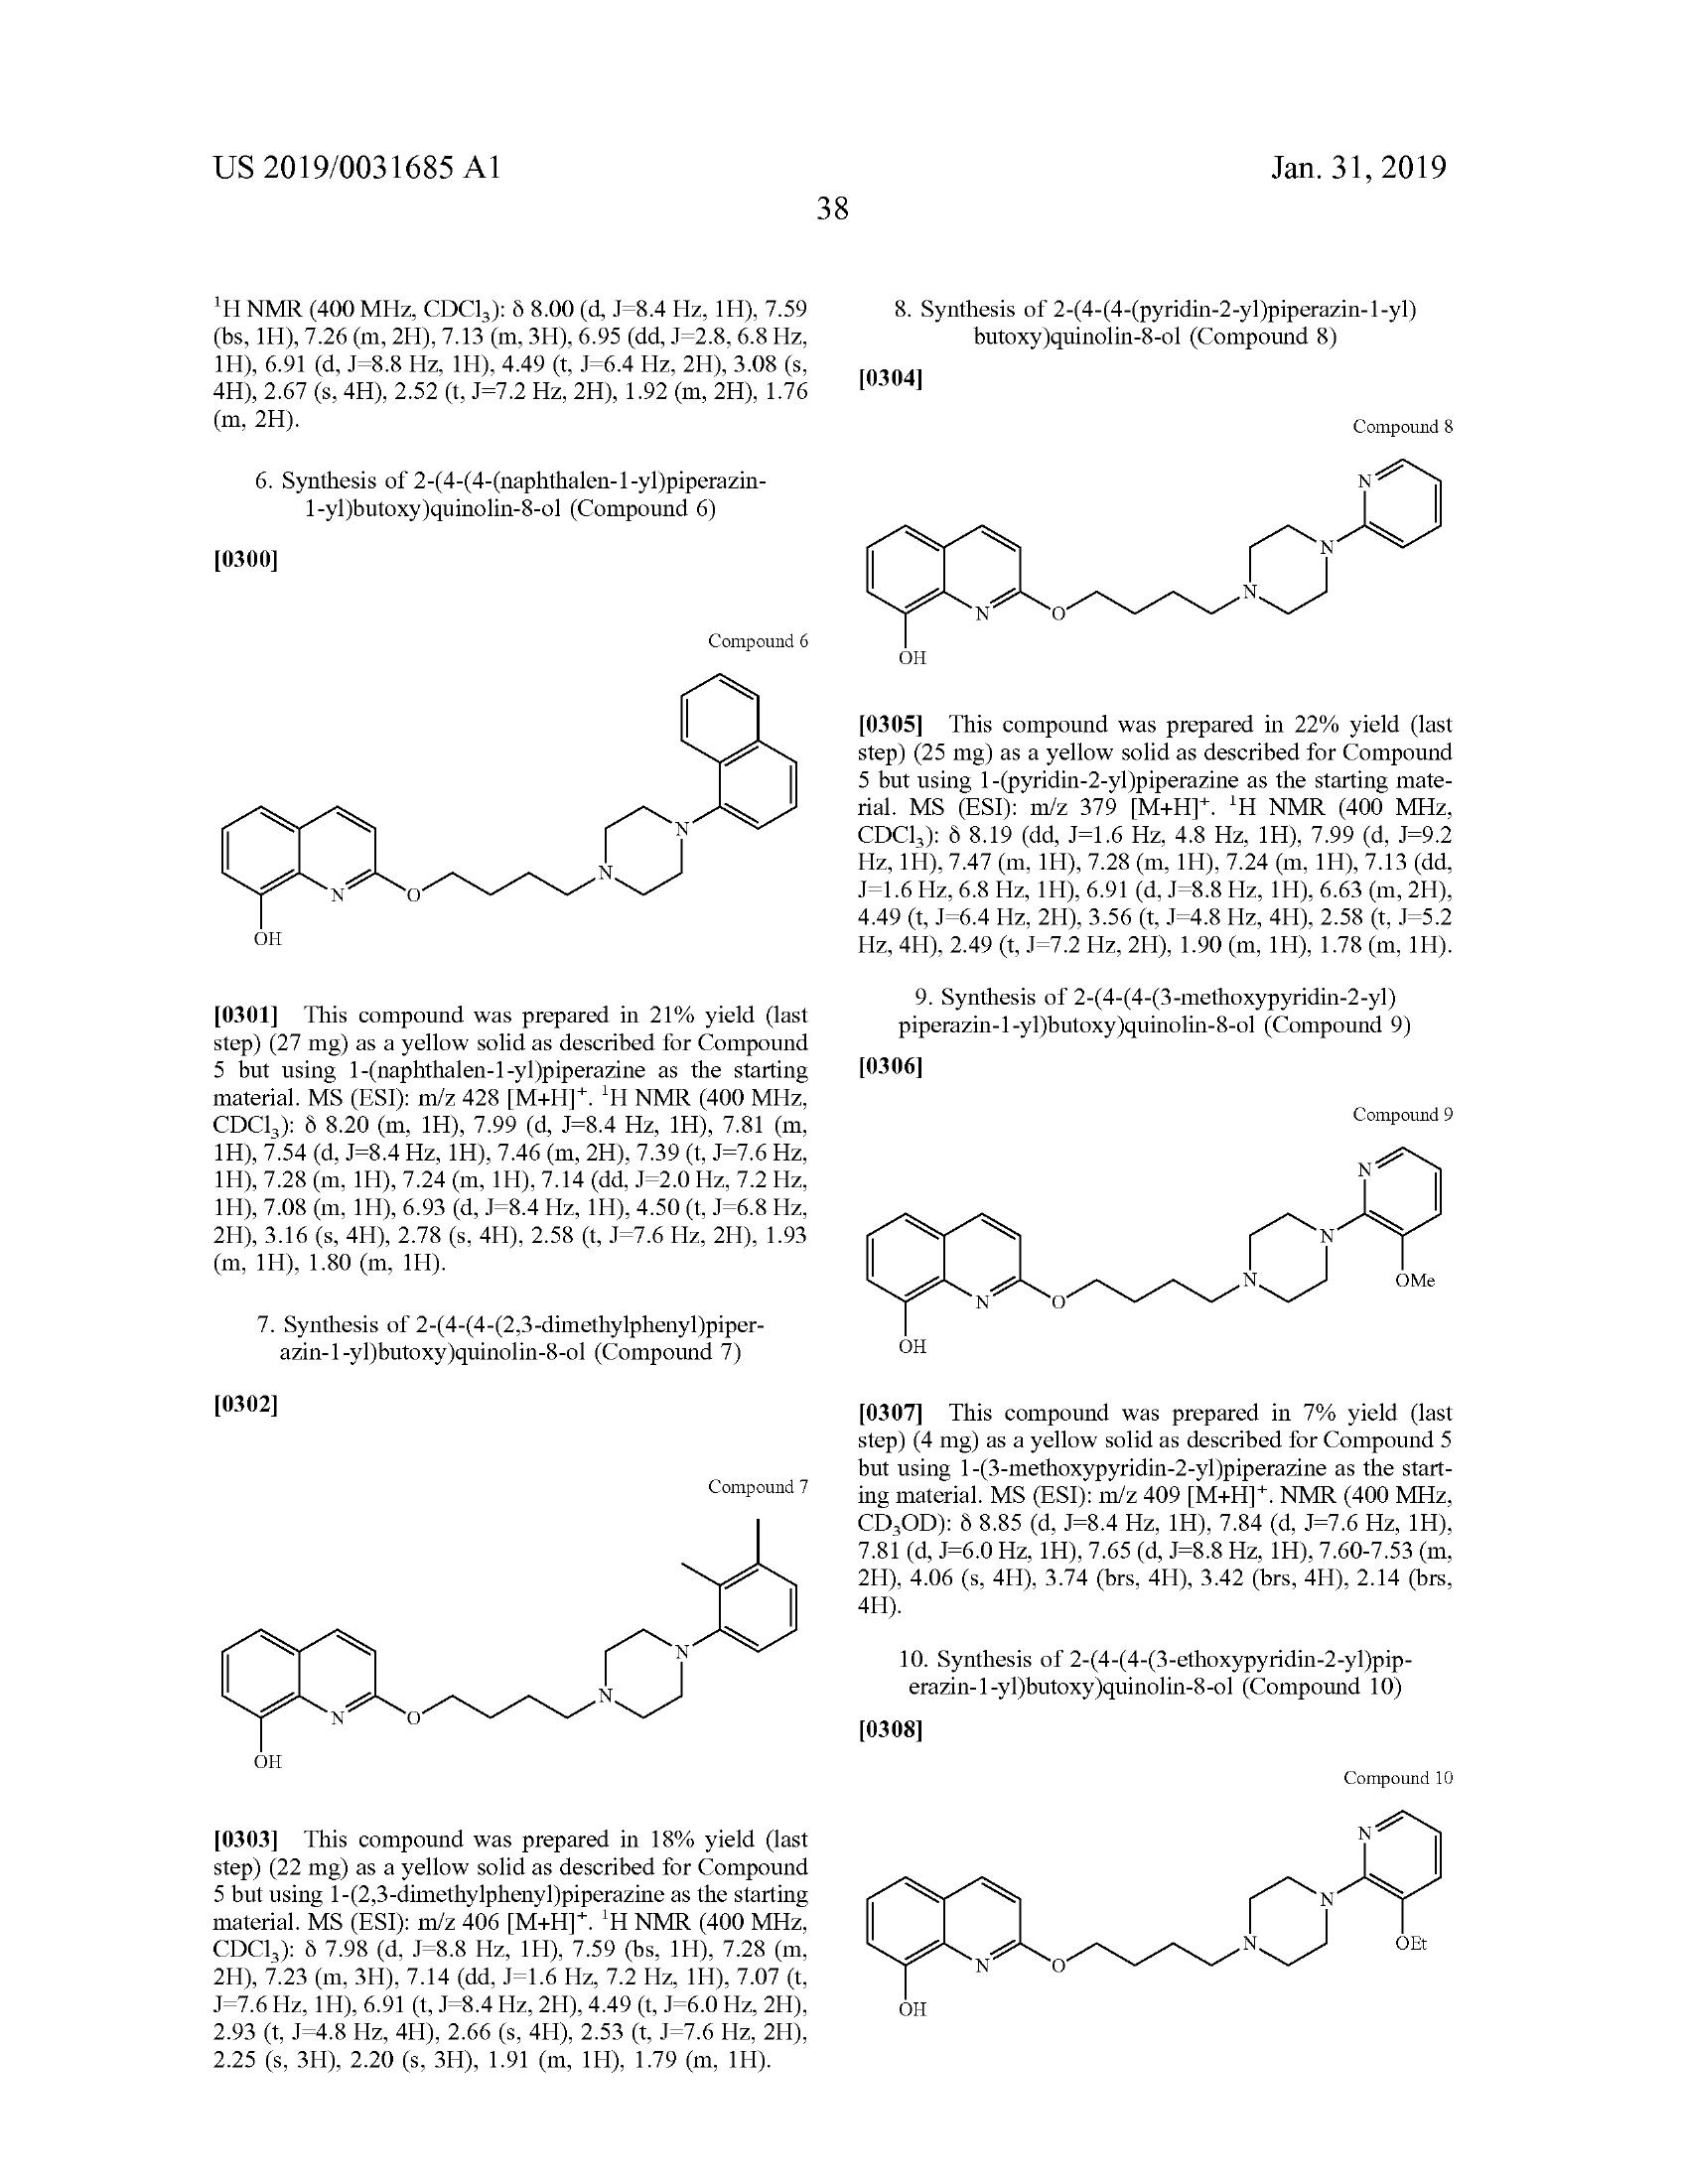 US 2019/0031685 A1
Jan. 31, 2019
38
¹H NMR (400 MHz, CDCl₃): δ 8.00 (d, J=8.4 Hz, 1H), 7.59
(bs, 1H), 7.26 (m, 2H), 7.13 (m, 3H), 6.95 (dd, J=2.8, 6.8 Hz,
1H), 6.91 (d, J=8.8 Hz, 1H), 4.49 (t, J=6.4 Hz, 2H), 3.08 (s,
4H), 2.67 (s, 4H), 2.52 (t, J=7.2 Hz, 2H), 1.92 (m, 2H), 1.76
(m, 2H).
6. Synthesis of 2-(4-(4-(naphthalen-1-yl)piperazin-
1-yl)butoxy)quinolin-8-ol (Compound 6)
[0300]
Compound 6
N
N
N
O
OH
[0301] This compound was prepared in 21% yield (last
step) (27 mg) as a yellow solid as described for Compound
5 but using 1-(naphthalen-1-yl)piperazine as the starting
material. MS (ESI): m/z 428 [M+H]⁺. ¹H NMR (400 MHz,
CDCl₃): δ 8.20 (m, 1H), 7.99 (d, J=8.4 Hz, 1H), 7.81 (m,
1H), 7.54 (d, J=8.4 Hz, 1H), 7.46 (m, 2H), 7.39 (t, J=7.6 Hz,
1H), 7.28 (m, 1H), 7.24 (m, 1H), 7.14 (dd, J=2.0 Hz, 7.2 Hz,
1H), 7.08 (m, 1H), 6.93 (d, J=8.4 Hz, 1H), 4.50 (t, J=6.8 Hz,
2H), 3.16 (s, 4H), 2.78 (s, 4H), 2.58 (t, J=7.6 Hz, 2H), 1.93
(m, 1H), 1.80 (m, 1H).
7. Synthesis of 2-(4-(4-(2,3-dimethylphenyl)piper-
azin-1-yl)butoxy)quinolin-8-ol (Compound 7)
[0302]
Compound 7
N
N
N
O
OH
[0303] This compound was prepared in 18% yield (last
step) (22 mg) as a yellow solid as described for Compound
5 but using 1-(2,3-dimethylphenyl)piperazine as the starting
material. MS (ESI): m/z 406 [M+H]⁺. ¹H NMR (400 MHz,
CDCl₃): δ 7.98 (d, J=8.8 Hz, 1H), 7.59 (bs, 1H), 7.28 (m,
2H), 7.23 (m, 3H), 7.14 (dd, J=1.6 Hz, 7.2 Hz, 1H), 7.07 (t,
J=7.6 Hz, 1H), 6.91 (t, J=8.4 Hz, 2H), 4.49 (t, J=6.0 Hz, 2H),
2.93 (t, J=4.8 Hz, 4H), 2.66 (s, 4H), 2.53 (t, J=7.6 Hz, 2H),
2.25 (s, 3H), 2.20 (s, 3H), 1.91 (m, 1H), 1.79 (m, 1H).
8. Synthesis of 2-(4-(4-(pyridin-2-yl)piperazin-1-yl)
butoxy)quinolin-8-ol (Compound 8)
[0304]
Compound 8
N
N
N
N
O
OH
[0305] This compound was prepared in 22% yield (last
step) (25 mg) as a yellow solid as described for Compound
5 but using 1-(pyridin-2-yl)piperazine as the starting mate-
rial. MS (ESI): m/z 379 [M+H]⁺. ¹H NMR (400 MHz,
CDCl₃): δ 8.19 (dd, J=1.6 Hz, 4.8 Hz, 1H), 7.99 (d, J=9.2
Hz, 1H), 7.47 (m, 1H), 7.28 (m, 1H), 7.24 (m, 1H), 7.13 (dd,
J=1.6 Hz, 6.8 Hz, 1H), 6.91 (d, J=8.8 Hz, 1H), 6.63 (m, 2H),
4.49 (t, J=6.4 Hz, 2H), 3.56 (t, J=4.8 Hz, 4H), 2.58 (t, J=5.2
Hz, 4H), 2.49 (t, J=7.2 Hz, 2H), 1.90 (m, 1H), 1.78 (m, 1H).
9. Synthesis of 2-(4-(4-(3-methoxypyridin-2-yl)
piperazin-1-yl)butoxy)quinolin-8-ol (Compound 9)
[0306]
Compound 9
N
N
N
OMe
N
O
OH
[0307] This compound was prepared in 7% yield (last
step) (4 mg) as a yellow solid as described for Compound 5
but using 1-(3-methoxypyridin-2-yl)piperazine as the start-
ing material. MS (ESI): m/z 409 [M+H]⁺. NMR (400 MHz,
CD₃OD): δ 8.85 (d, J=8.4 Hz, 1H), 7.84 (d, J=7.6 Hz, 1H),
7.81 (d, J=6.0 Hz, 1H), 7.65 (d, J=8.8 Hz, 1H), 7.60-7.53 (m,
2H), 4.06 (s, 4H), 3.74 (brs, 4H), 3.42 (brs, 4H), 2.14 (brs,
4H).
10. Synthesis of 2-(4-(4-(3-ethoxypyridin-2-yl)pip-
erazin-1-yl)butoxy)quinolin-8-ol (Compound 10)
[0308]
Compound 10
N
N
N
OEt
N
O
OH